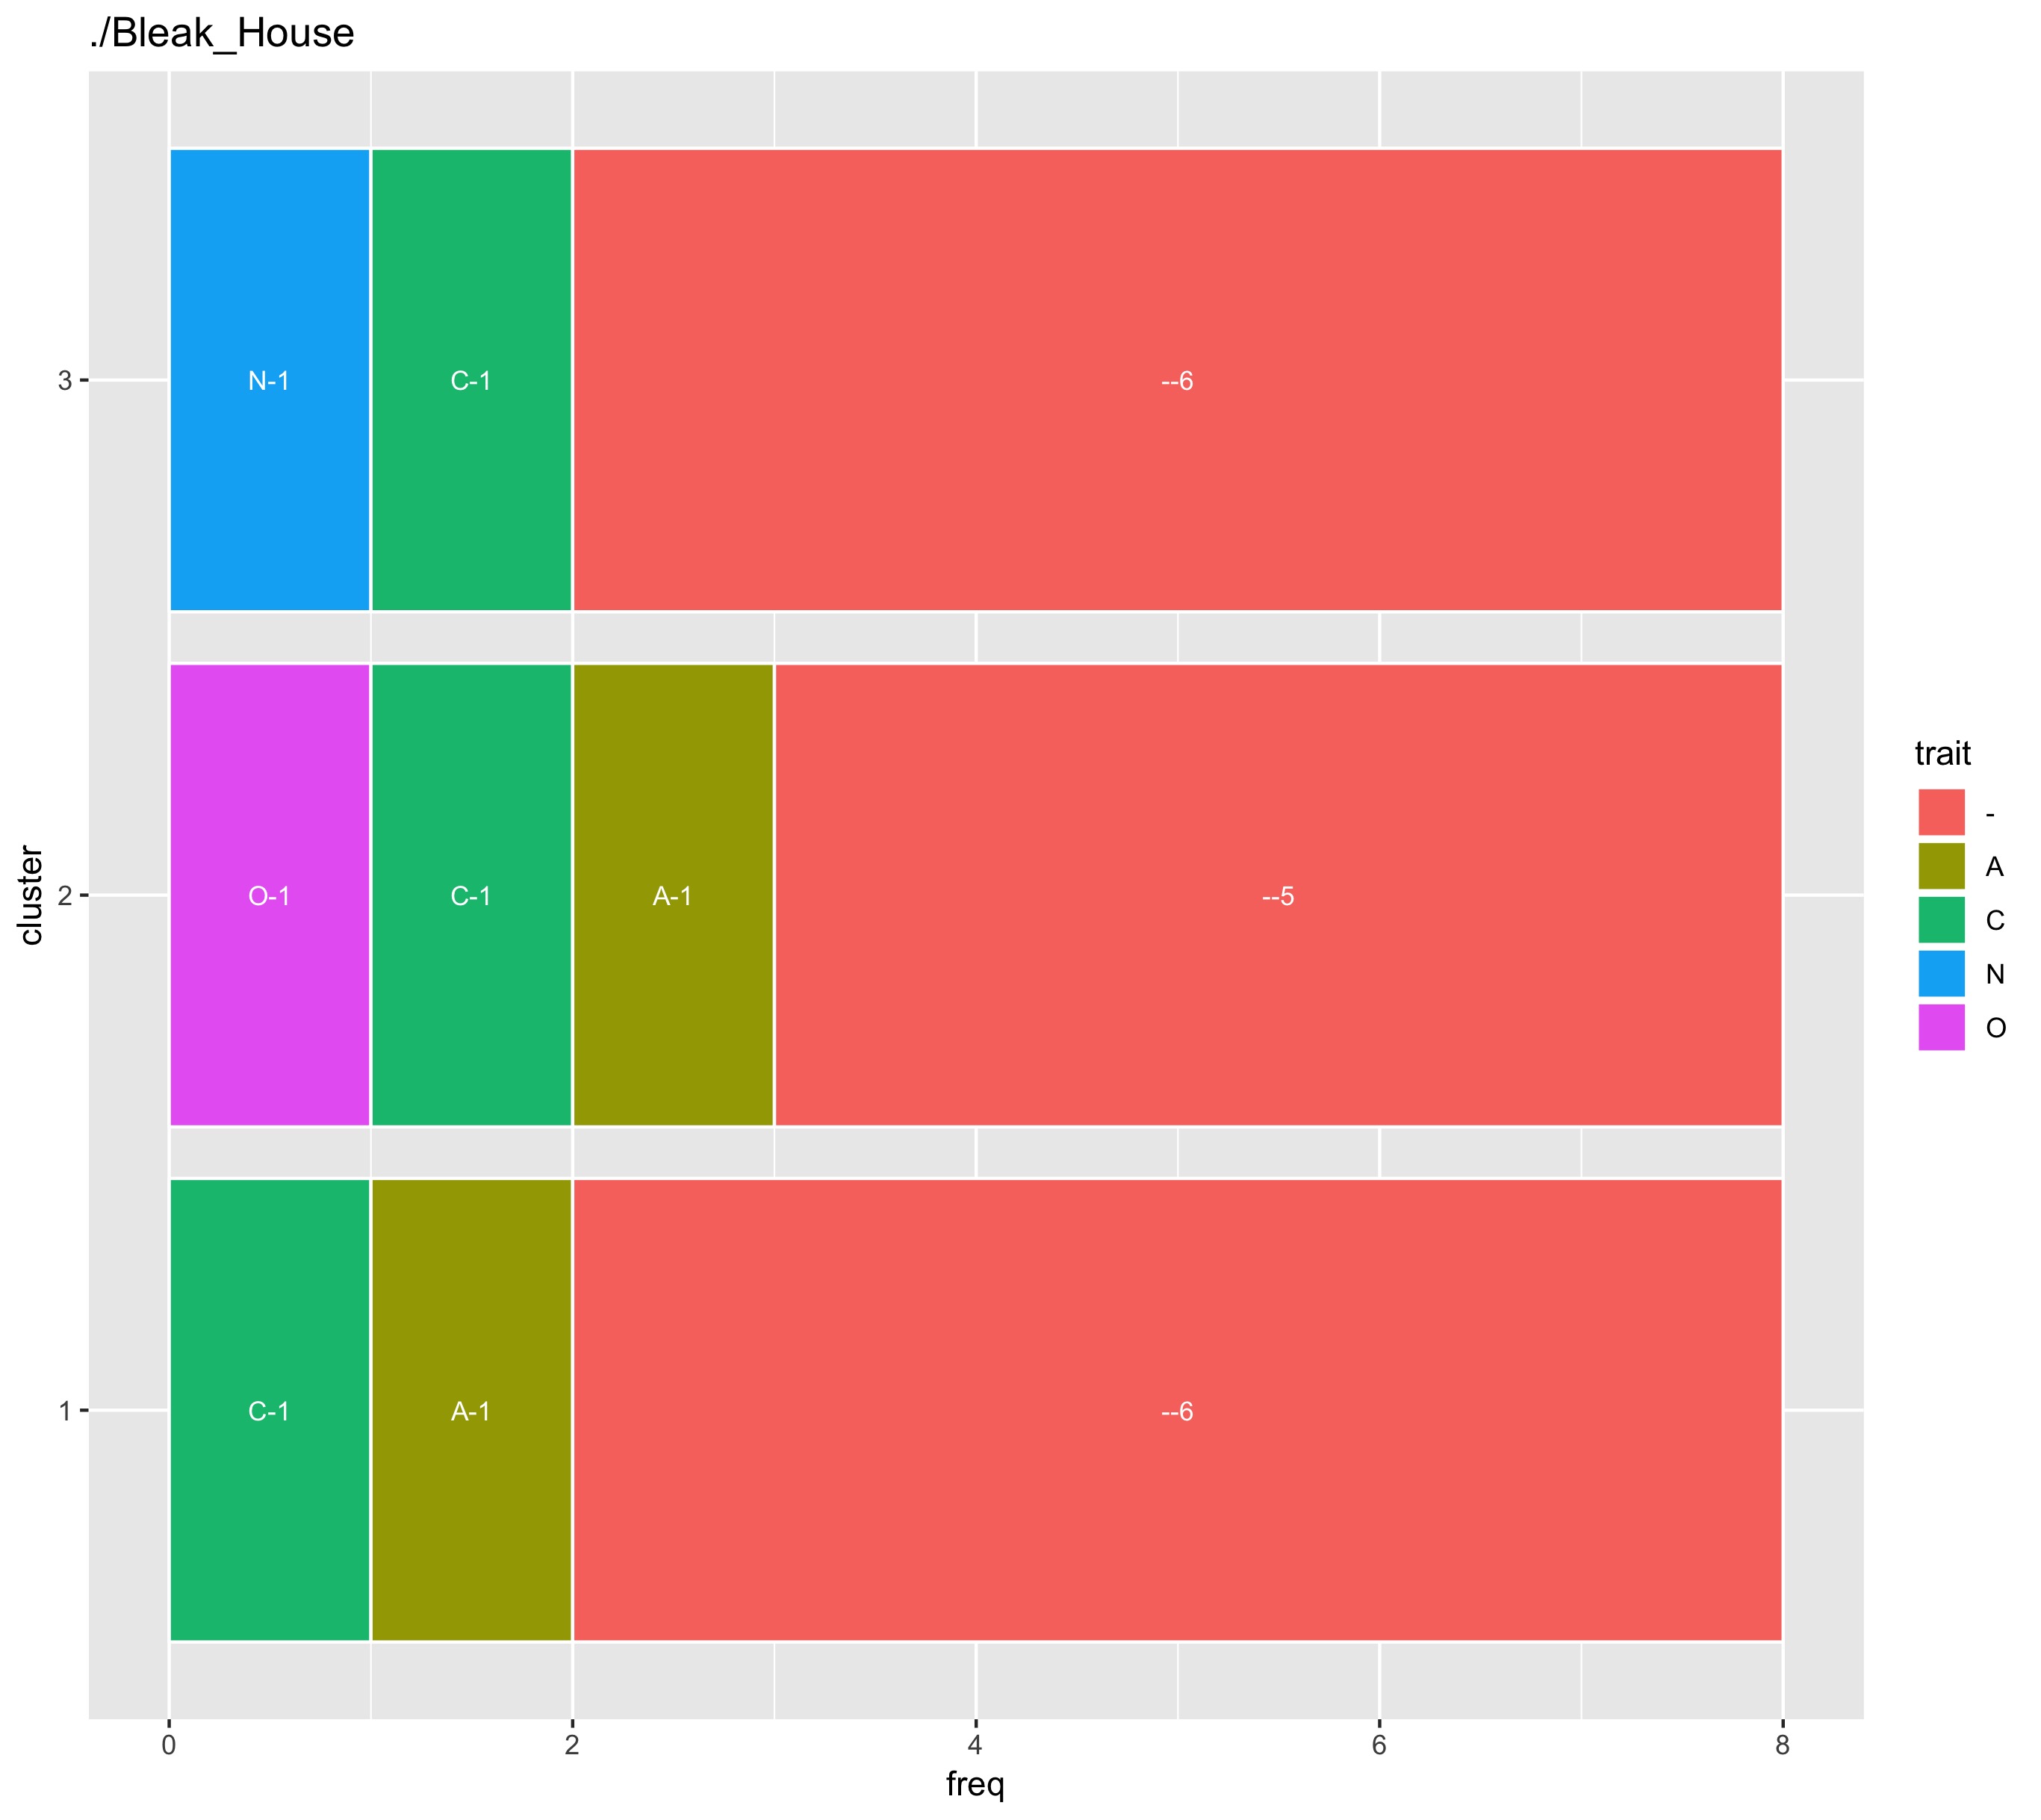 ./Bleak_House
3
N-1 C-1 --6
cluster
2
O-1 C-1 A-1 --5
1
C-1 A-1 --6
0 2 4 6 8
freq
trait
-
A
C
N
O